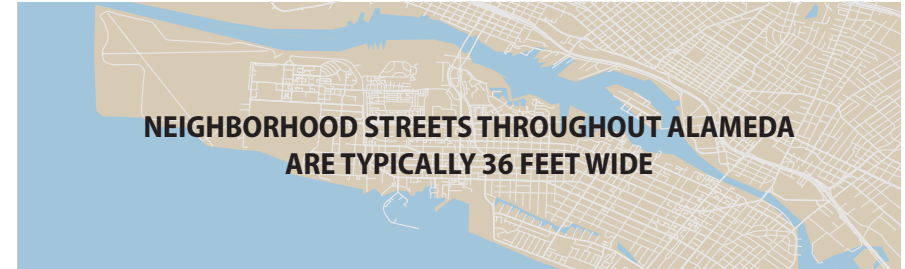 NEIGHBORHOOD STREETS THROUGHOUT ALAMEDA
ARE TYPICALLY 36 FEET WIDE